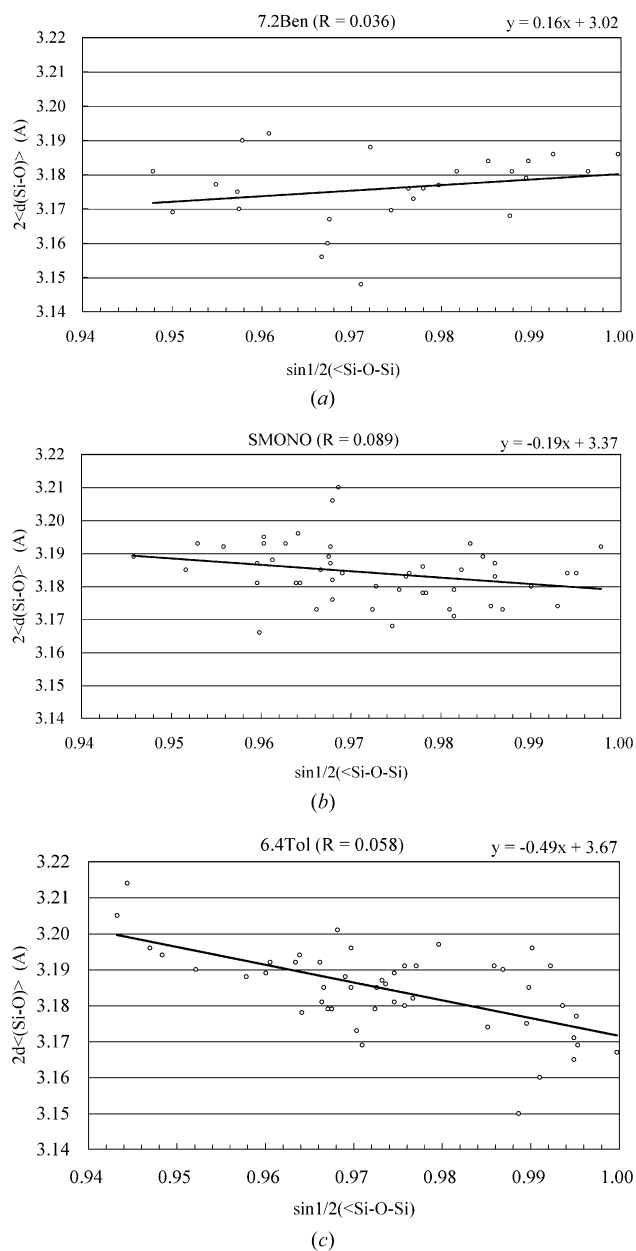 7.2Ben (R = 0.036)
y = 0.16x + 3.02
3.22
3.21
3.20
3.19
3.18
3.17
3.16
3.15
3.14
2<d(Si-O)> (A)
0.94 0.95 0.96 0.97 0.98 0.99 1.00
sin1/2(<Si-O-Si)
(a)
SMONO (R = 0.089)
y = -0.19x + 3.37
3.22
3.21
3.20
3.19
3.18
3.17
3.16
3.15
3.14
2<d(Si-O)> (A)
0.94 0.95 0.96 0.97 0.98 0.99 1.00
sin1/2(<Si-O-Si)
(b)
6.4Tol (R = 0.058)
y = -0.49x + 3.67
3.22
3.21
3.20
3.19
3.18
3.17
3.16
3.15
3.14
2d<(Si-O)> (A)
0.94 0.95 0.96 0.97 0.98 0.99 1.00
sin1/2(<Si-O-Si)
(c)